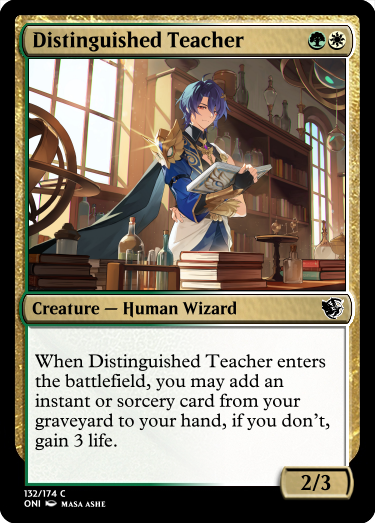 Distinguished Teacher
Creature — Human Wizard
When Distinguished Teacher enters
the battlefield, you may add an
instant or sorcery card from your
graveyard to your hand, if you don't,
gain 3 life.
2/3
132/174 C
ONI MASA ASHE